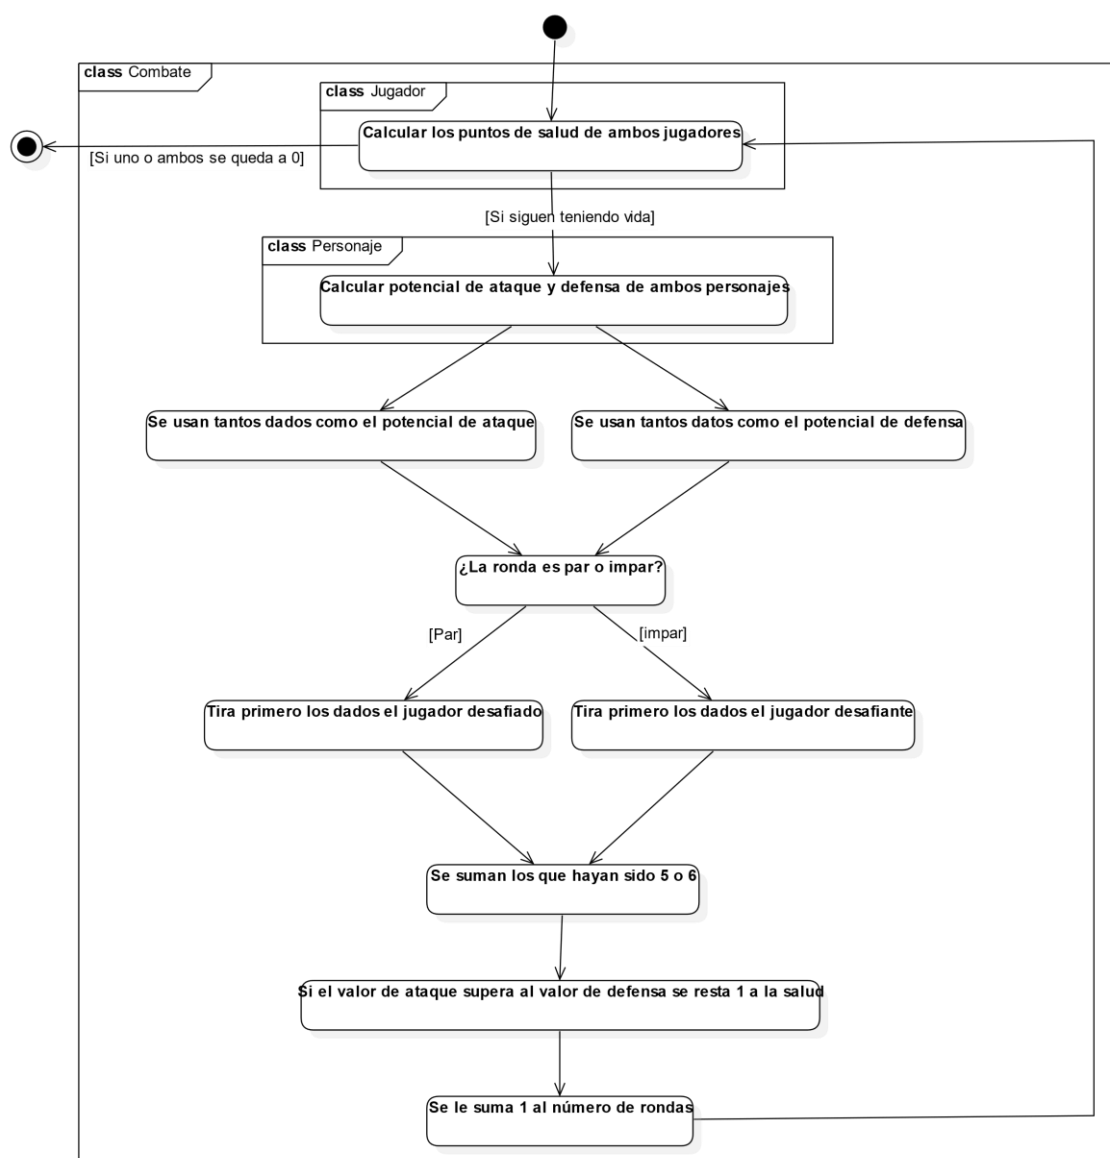 class Combate
class Jugador
Calcular los puntos de salud de ambos jugadores
[Si uno o ambos se queda a 0]
[Si siguen teniendo vida]
class Personaje
Calcular potencial de ataque y defensa de ambos personajes
Se usan tantos dados como el potencial de ataque
Se usan tantos datos como el potencial de defensa
¿La ronda es par o impar?
[Par]
[impar]
Tira primero los dados el jugador desafiado
Tira primero los dados el jugador desafiante
Se suman los que hayan sido 5 o 6
Si el valor de ataque supera al valor de defensa se resta 1 a la salud
Se le suma 1 al número de rondas